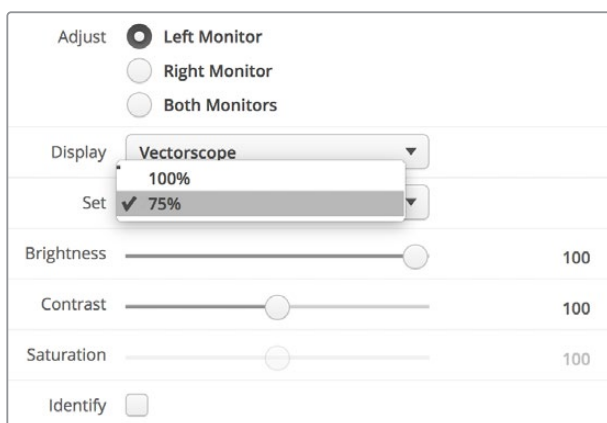 Adjust Left Monitor
Right Monitor
Both Monitors
Display Vectorscope
100%
Set ✔ 75%
Brightness 100
Contrast 100
Saturation 100
Identify